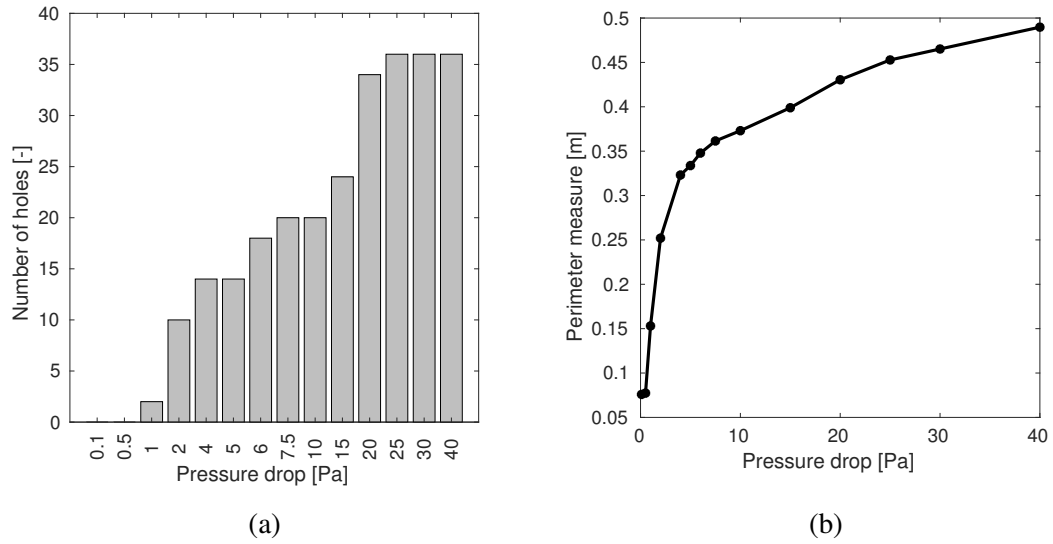 40
35
30
25
20
15
10
5
0
Number of holes [-]
0.1 0.5 1 2 4 5 6 7.5 10 15 20 25 30 40
Pressure drop [Pa]
(a)
0.5
0.45
0.4
0.35
0.3
0.25
0.2
0.15
0.1
0.05
Perimeter measure [m]
0 10 20 30 40
Pressure drop [Pa]
(b)